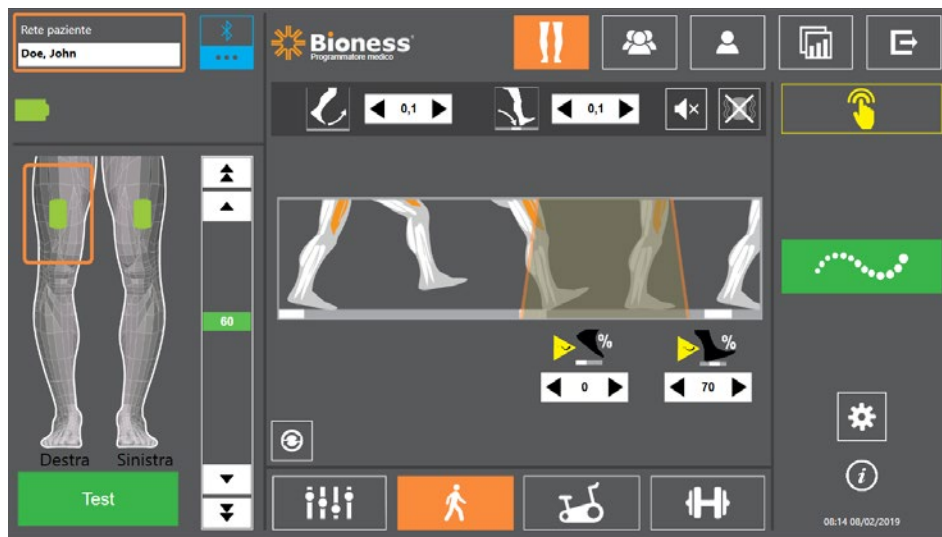 Rete paziente
Doe, John
Bioness
Programmatore medico
0,1
0,1
60
%
%
0
70
Destra Sinistra
Test
i
08:14 08/02/2019